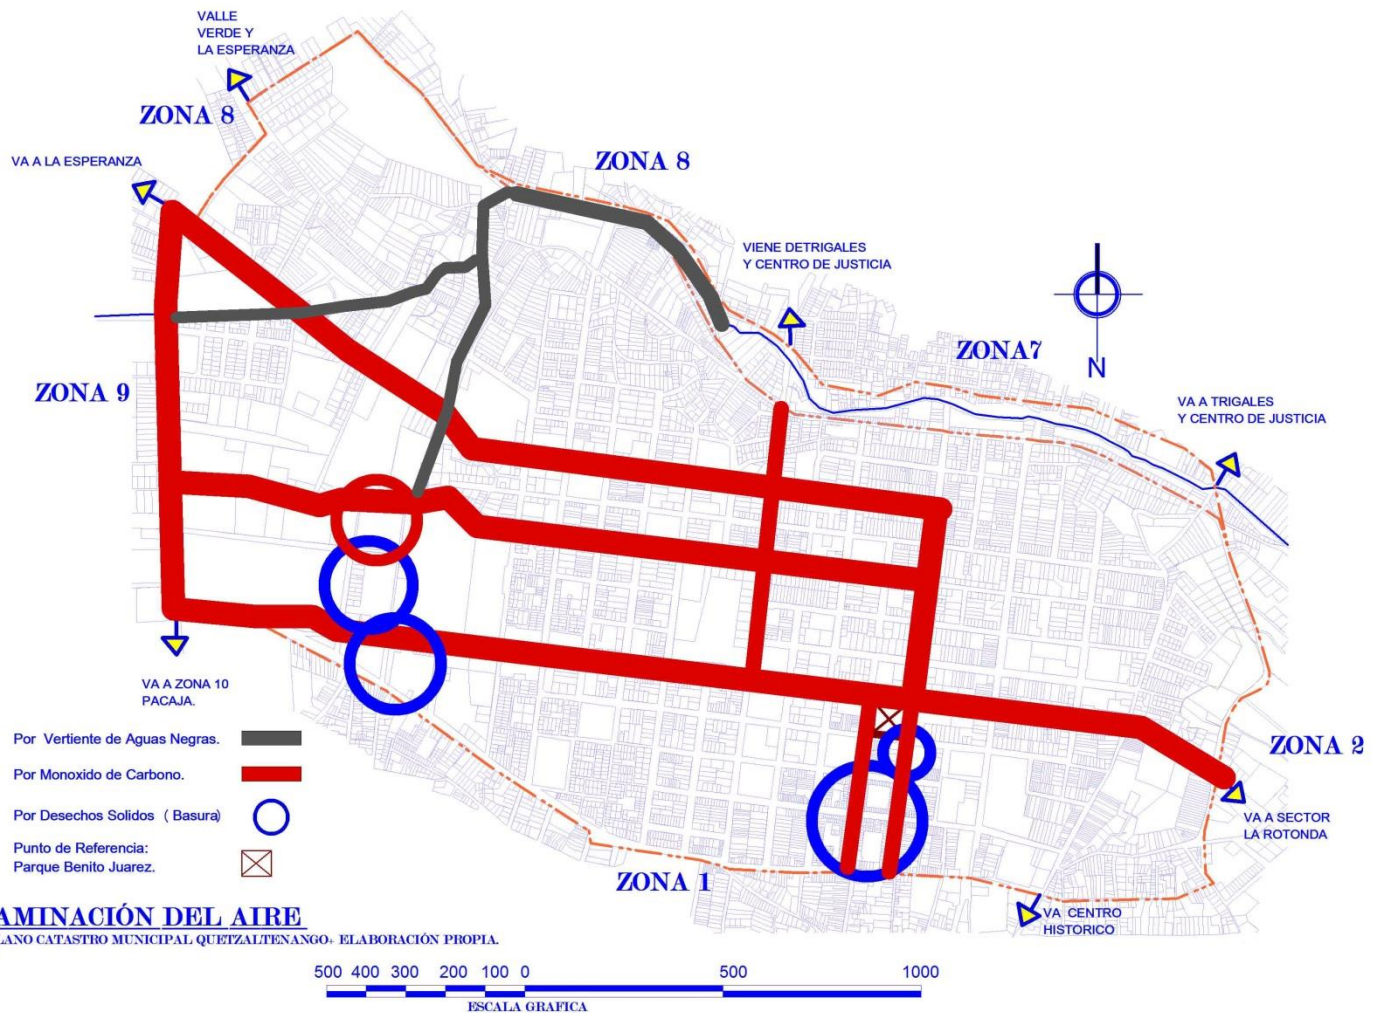 VALLE
VERDE Y
LA ESPERANZA
ZONA 8
VA A LA ESPERANZA
ZONA 8
VIENE DETRIGALES
Y CENTRO DE JUSTICIA
ZONA7
N
ZONA 9
VA A TRIGALES
Y CENTRO DE JUSTICIA
VA A ZONA 10
PACAJA.
Por Vertiente de Aguas Negras.
Por Monoxido de Carbono.
Por Desechos Solidos ( Basura)
Punto de Referencia:
Parque Benito Juarez.
ZONA 2
VA A SECTOR
LA ROTONDA
ZONA 1
VA CENTRO
HISTORICO
AMINACIÓN DEL AIRE
LANO CATASTRO MUNICIPAL QUETZALTENANGO+ ELABORACIÓN PROPIA.
500 400 300 200 100 0 500 1000
ESCALA GRAFICA